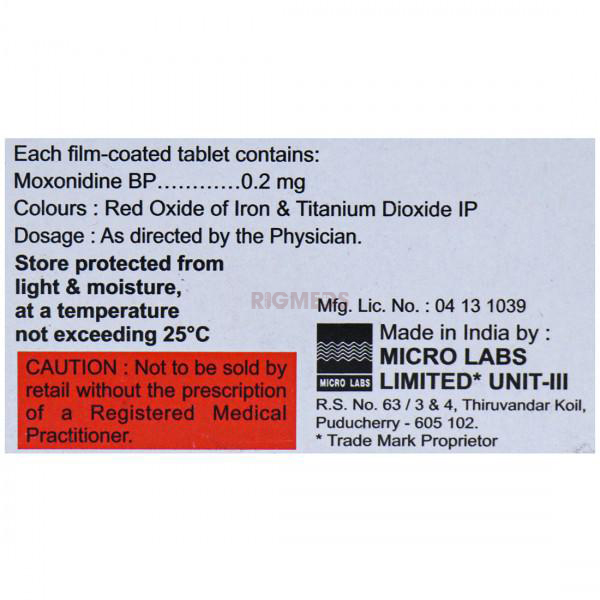 Each film-coated tablet contains:
Moxonidine BP.............0.2 mg
Colours : Red Oxide of Iron & Titanium Dioxide IP
Dosage : As directed by the Physician.
Store protected from
light & moisture,
at a temperature
not exceeding 25°C
RIGMEDS
CAUTION : Not to be sold by
retail without the prescription
of a Registered Medical
Practitioner.
Mfg. Lic. No. : 04 13 1039
MICRO LABS
Made in India by :
MICRO LABS
LIMITED* UNIT-III
R.S. No. 63 / 3 & 4, Thiruvandar Koil,
Puducherry - 605 102.
* Trade Mark Proprietor